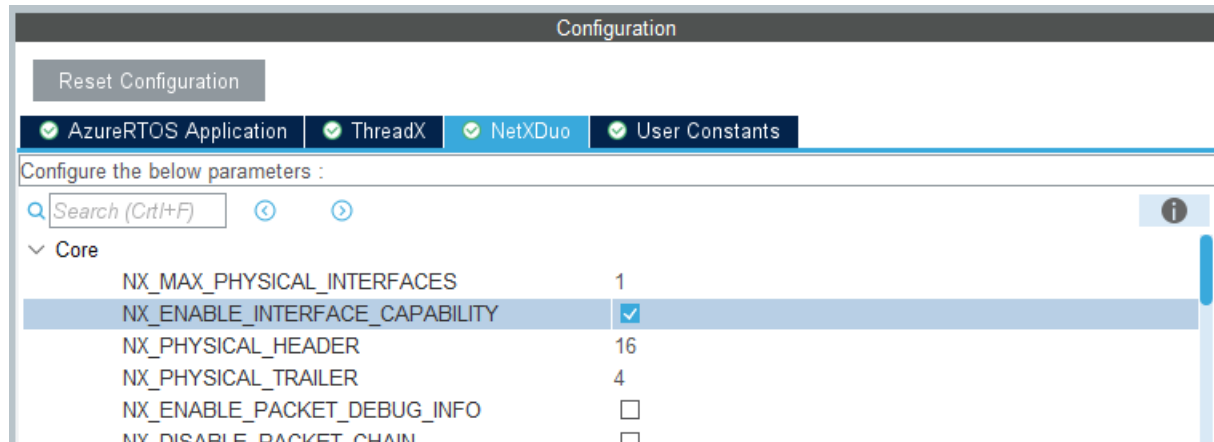 Configuration
Reset Configuration
AzureRTOS Application ThreadX NetXDuo User Constants
Configure the below parameters :
Search (Crtl+F)
Core
NX_MAX_PHYSICAL_INTERFACES 1
NX_ENABLE_INTERFACE_CAPABILITY
NX_PHYSICAL_HEADER 16
NX_PHYSICAL_TRAILER 4
NX_ENABLE_PACKET_DEBUG_INFO
NX_DISABLE_PACKET_CHAIN